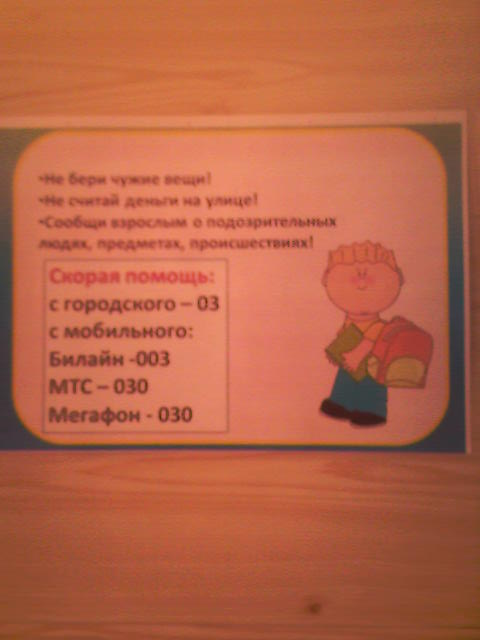 •Не бери чужие вещи!
•Не считай деньги на улице!
•Сообщи взрослым о подозрительных
людях, предметах, происшествиях!
Скорая помощь:
с городского – 03
с мобильного:
Билайн -003
МТС – 030
Мегафон - 030